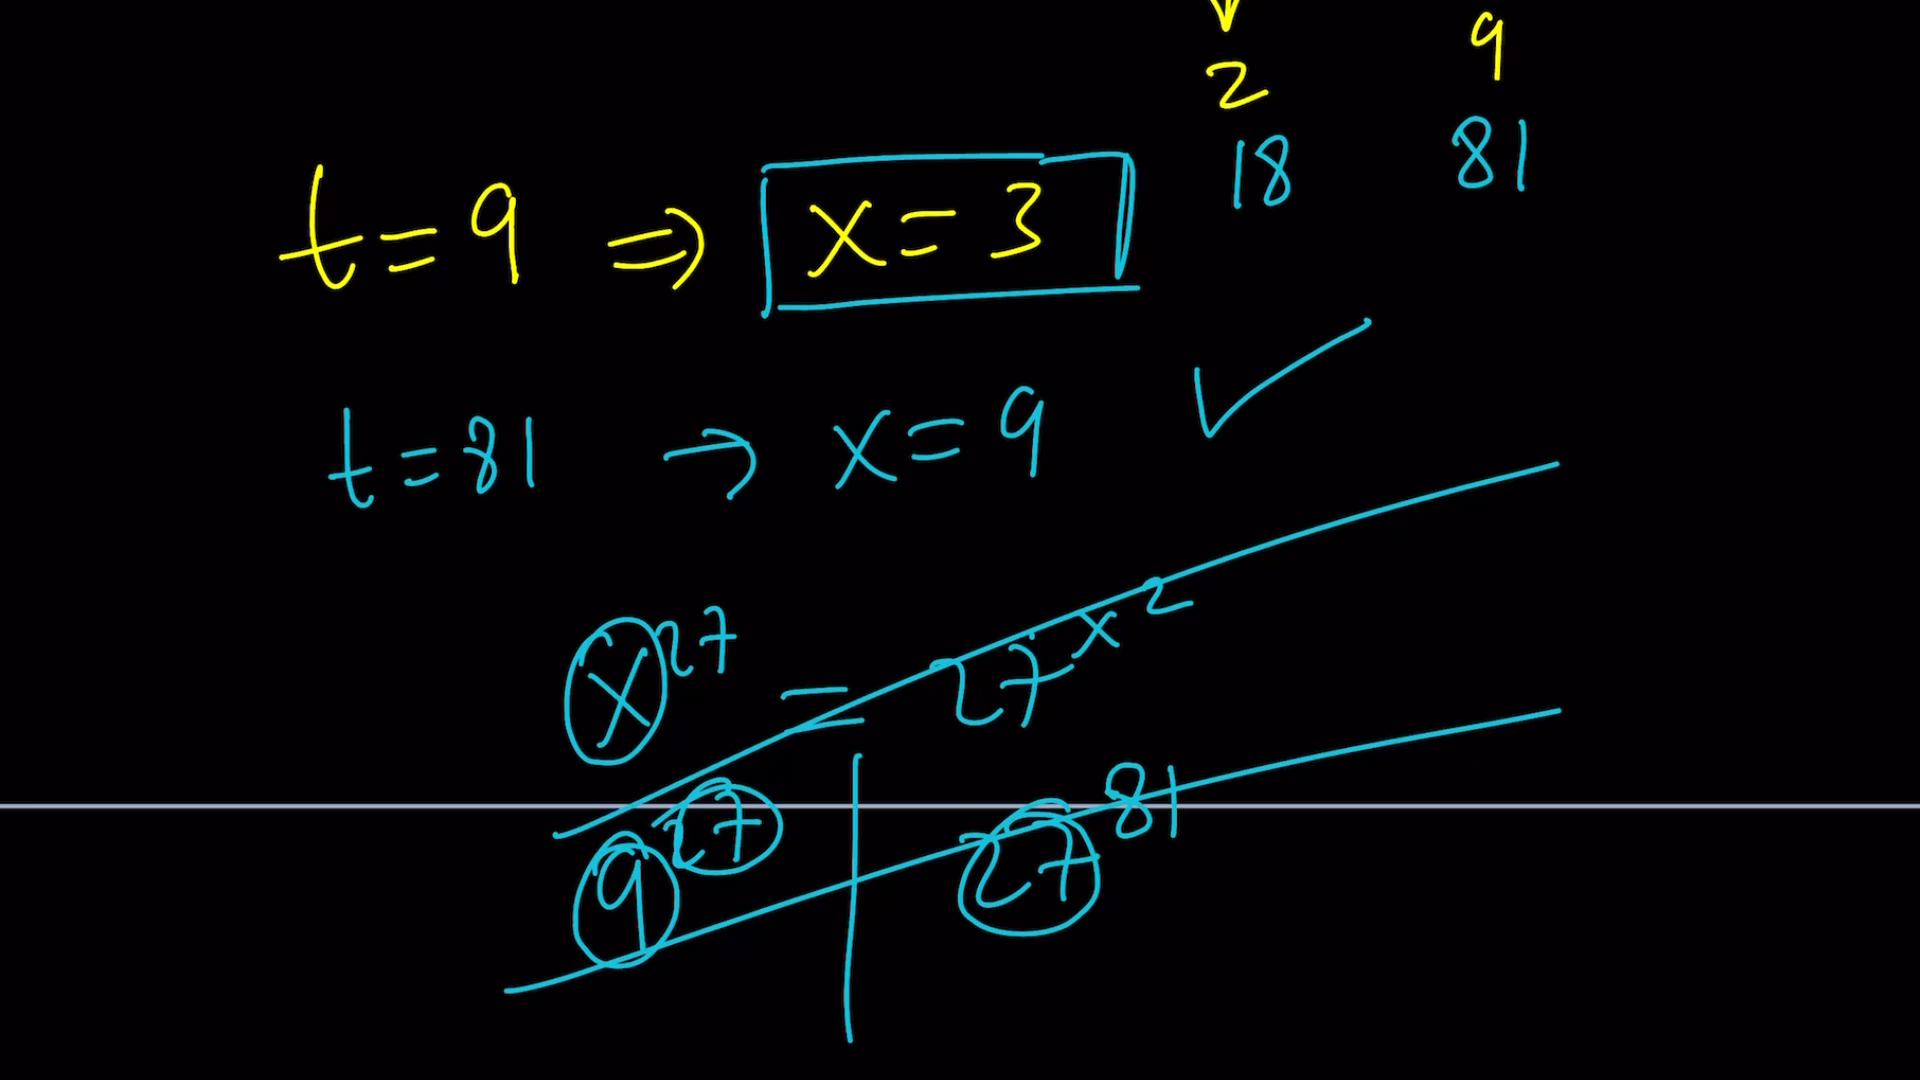 2 9
18 81
t = 9 ⇒ x = 3
t = 81 → x = 9 ✓
x^27 = 27^x^2
9^27 | 27^81